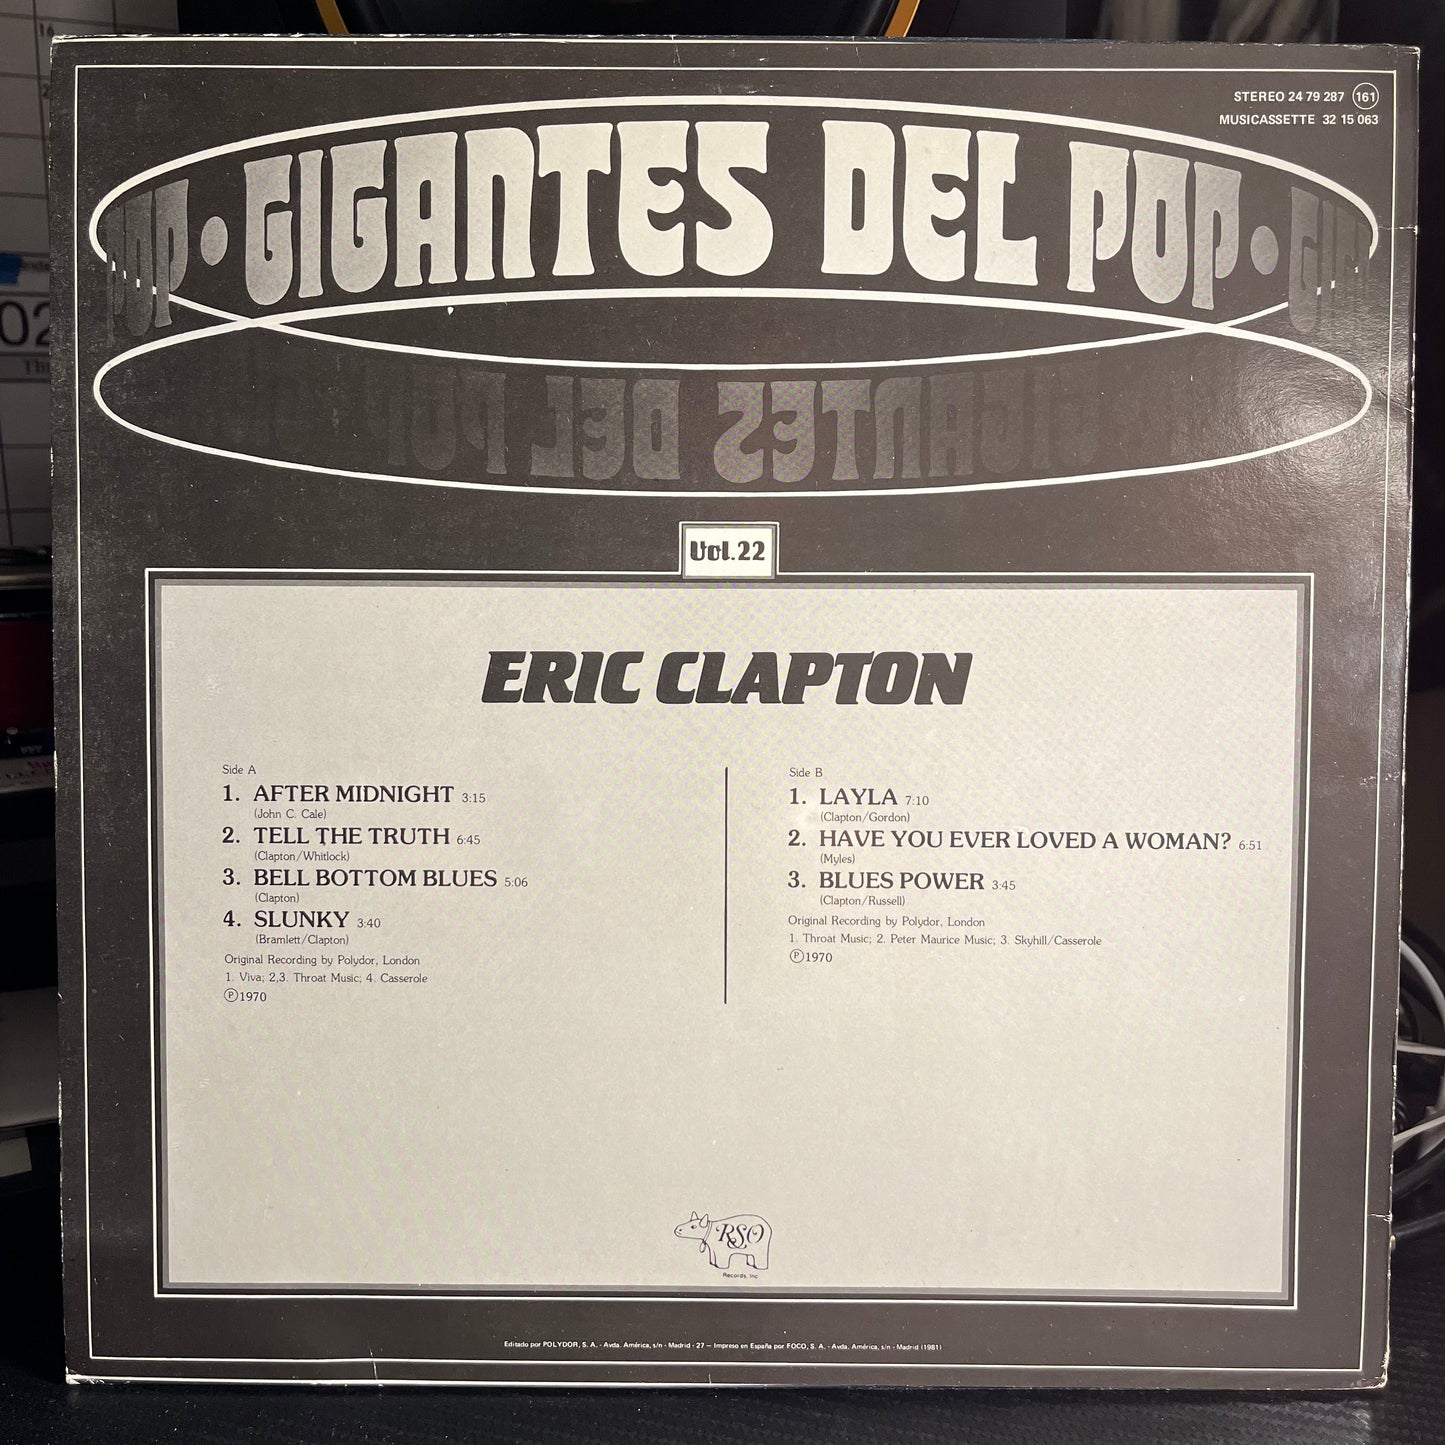 STEREO 24 79 287 161
MUSICASSETTE 32 15 063
POP • GIGANTES DEL POP • GIG
GIGANTES DEL POP
Vol.22
ERIC CLAPTON
Side A
1. AFTER MIDNIGHT 3:15
(John C. Cale)
2. TELL THE TRUTH 6:45
(Clapton/Whitlock)
3. BELL BOTTOM BLUES 5:06
(Clapton)
4. SLUNKY 3:40
(Bramlett/Clapton)
Original Recording by Polydor, London
1. Viva; 2,3. Throat Music; 4. Casserole
Ⓟ1970
Side B
1. LAYLA 7:10
(Clapton/Gordon)
2. HAVE YOU EVER LOVED A WOMAN? 6:51
(Myles)
3. BLUES POWER 3:45
(Clapton/Russell)
Original Recording by Polydor, London
1. Throat Music; 2. Peter Maurice Music; 3. Skyhill/Casserole
Ⓟ1970
RSO
Records, Inc
Editado por POLYDOR, S. A. - Avda. América, s/n - Madrid - 27 — Impreso en España por FOCO, S. A. - Avda. América, s/n - Madrid (1981)